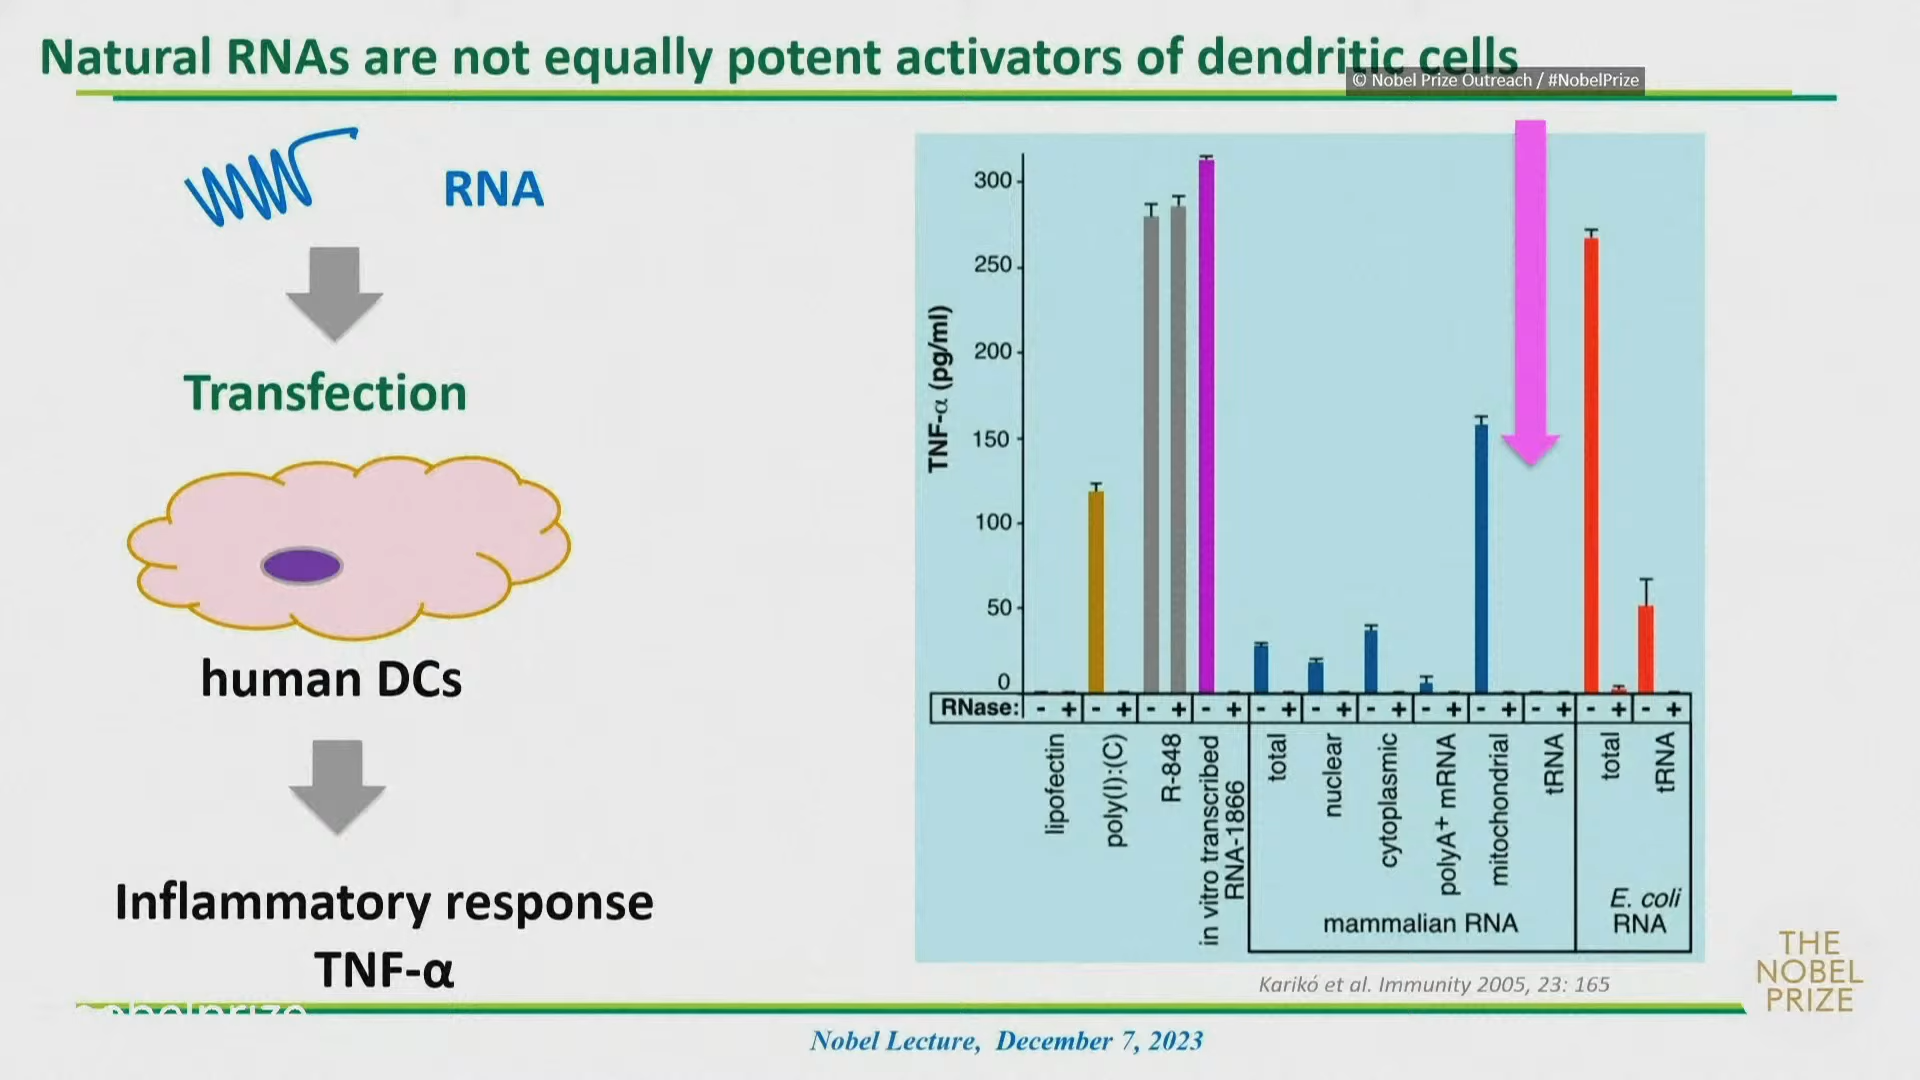 Natural RNAs are not equally potent activators of dendritic cells
© Nobel Prize Outreach / #NobelPrize
RNA
Transfection
human DCs
Inflammatory response
TNF-α
TNF-α (pg/ml)
300
250
200
150
100
50
0
RNase: - + - + - + - + - + - + - + - + - + - + - + - +
lipofectin
poly(I):(C)
R-848
in vitro transcribed
RNA-1866
total
nuclear
cytoplasmic
polyA+ mRNA
mitochondrial
tRNA
total
tRNA
mammalian RNA
E. coli
RNA
Karikó et al. Immunity 2005, 23: 165
THE
NOBEL
PRIZE
nobelprize
Nobel Lecture, December 7, 2023